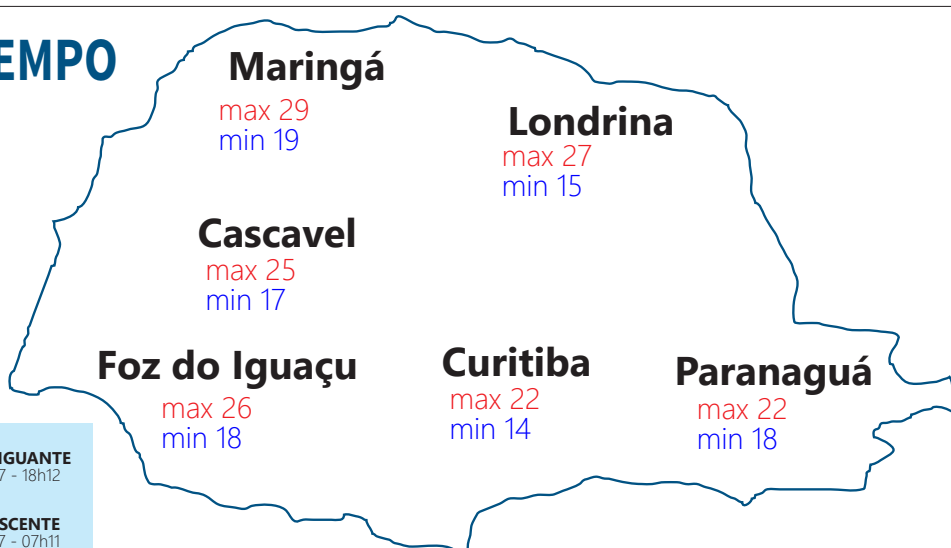 EMPO
Maringá
max 29
min 19
Londrina
max 27
min 15
Cascavel
max 25
min 17
Foz do Iguaçu
max 26
min 18
Curitiba
max 22
min 14
Paranaguá
max 22
min 18
IGUANTE
7 - 18h12
SCENTE
7 - 07h11